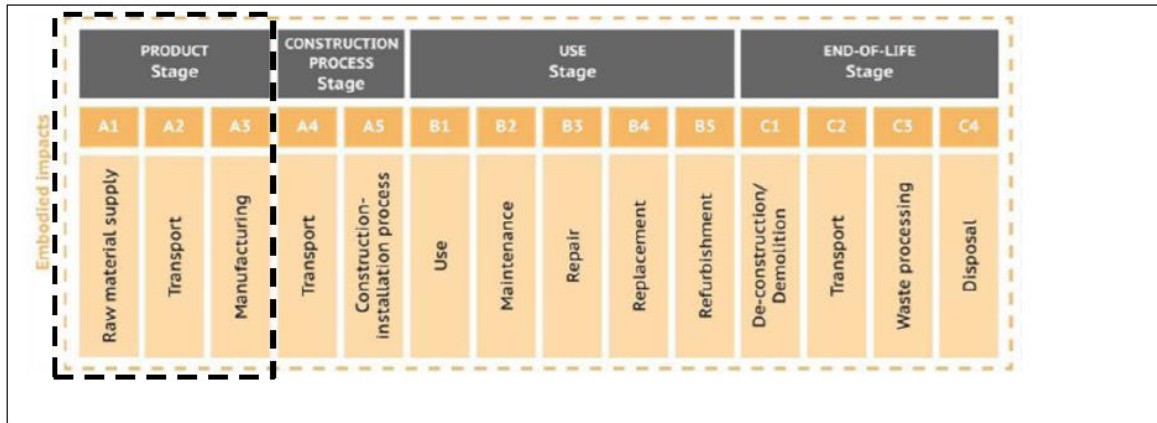 PRODUCT
Stage
CONSTRUCTION
PROCESS
Stage
USE
Stage
END-OF-LIFE
Stage
A1
A2
A3
A4
A5
B1
B2
B3
B4
B5
C1
C2
C3
C4
Embodied impacts
Raw material supply
Transport
Manufacturing
Transport
Construction-
installation process
Use
Maintenance
Repair
Replacement
Refurbishment
De-construction/
Demolition
Transport
Waste processing
Disposal